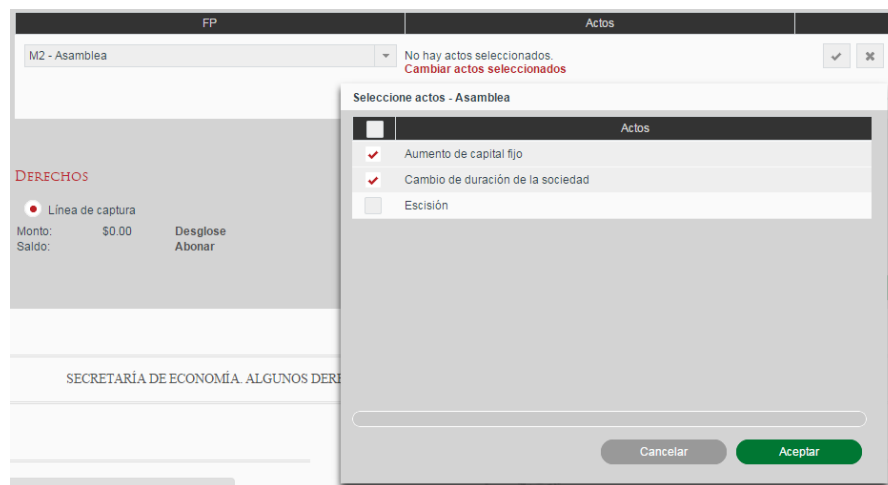 FP
Actos
M2 - Asamblea
No hay actos seleccionados.
Cambiar actos seleccionados
Seleccione actos - Asamblea
Actos
Aumento de capital fijo
Cambio de duración de la sociedad
Escisión
DERECHOS
Línea de captura
Monto: $0.00 Desglose
Saldo: Abonar
SECRETARÍA DE ECONOMÍA. ALGUNOS
Cancelar
Aceptar